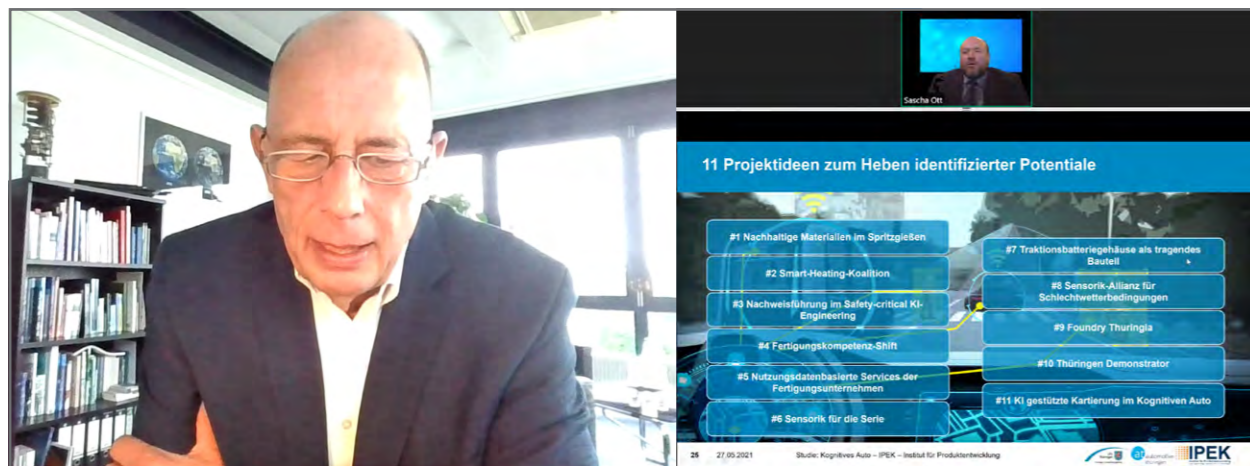 Sascha Ott
11 Projektideen zum Heben identifizierter Potentiale
#1 Nachhaltige Materialien im Spritzgießen
#2 Smart-Heating-Koalition
#3 Nachweisführung im Safety-critical KI-
Engineering
#4 Fertigungskompetenz-Shift
#5 Nutzungsdatenbasierte Services der
Fertigungsunternehmen
#6 Sensorik für die Serie
#7 Traktionsbatteriegehäuse als tragendes
Bauteil
#8 Sensorik-Allianz für
Schlechtwetterbedingungen
#9 Foundry Thuringia
#10 Thüringen Demonstrator
#11 KI gestützte Kartierung im Kognitiven Auto
25 27.05.2021 Studie: Kognitives Auto – IPEK – Institut für Produktentwicklung
at automotive
thüringen
IPEK